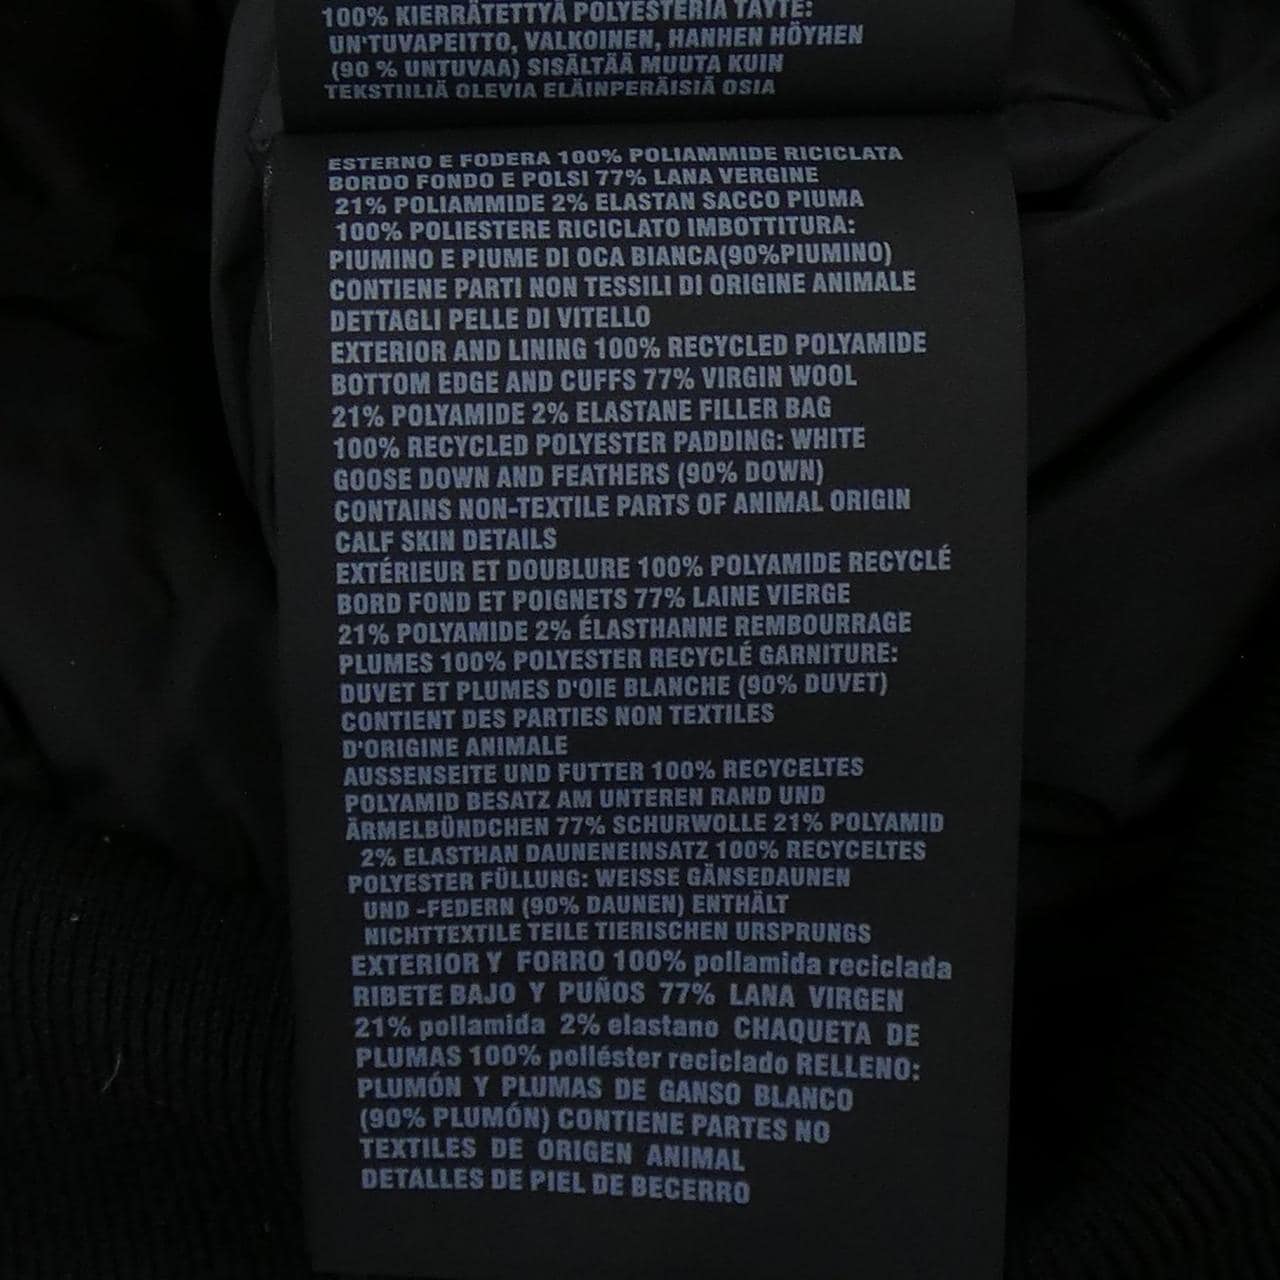 100% KIERRÄTETTYÄ POLYESTERIA TÄYTE:
UN'TUVAPEITTO, VALKOINEN, HANHEN HÖYHEN
(90 % UNTUVAA) SISÄLTÄÄ MUUTA KUIN
TEKSTIILIÄ OLEVIA ELÄINPERÄISIÄ OSIA
ESTERNO E FODERA 100% POLIAMMIDE RICICLATA
BORDO FONDO E POLSI 77% LANA VERGINE
21% POLIAMMIDE 2% ELASTAN SACCO PIUMA
100% POLIESTERE RICICLATO IMBOTTITURA:
PIUMINO E PIUME DI OCA BIANCA(90%PIUMINO)
CONTIENE PARTI NON TESSILI DI ORIGINE ANIMALE
DETTAGLI PELLE DI VITELLO
EXTERIOR AND LINING 100% RECYCLED POLYAMIDE
BOTTOM EDGE AND CUFFS 77% VIRGIN WOOL
21% POLYAMIDE 2% ELASTANE FILLER BAG
100% RECYCLED POLYESTER PADDING: WHITE
GOOSE DOWN AND FEATHERS (90% DOWN)
CONTAINS NON-TEXTILE PARTS OF ANIMAL ORIGIN
CALF SKIN DETAILS
EXTÉRIEUR ET DOUBLURE 100% POLYAMIDE RECYCLÉ
BORD FOND ET POIGNETS 77% LAINE VIERGE
21% POLYAMIDE 2% ÉLASTHANNE REMBOURRAGE
PLUMES 100% POLYESTER RECYCLÉ GARNITURE:
DUVET ET PLUMES D'OIE BLANCHE (90% DUVET)
CONTIENT DES PARTIES NON TEXTILES
D'ORIGINE ANIMALE
AUSSENSEITE UND FUTTER 100% RECYCELTES
POLYAMID BESATZ AM UNTEREN RAND UND
ÄRMELBÜNDCHEN 77% SCHURWOLLE 21% POLYAMID
2% ELASTHAN DAUNENEINSATZ 100% RECYCELTES
POLYESTER FÜLLUNG: WEISSE GÄNSEDAUNEN
UND -FEDERN (90% DAUNEN) ENTHÄLT
NICHTTEXTILE TEILE TIERISCHEN URSPRUNGS
EXTERIOR Y FORRO 100% poliamida reciclada
RIBETE BAJO Y PUÑOS 77% LANA VIRGEN
21% poliamida 2% elastano CHAQUETA DE
PLUMAS 100% poliéster reciclado RELLENO:
PLUMÓN Y PLUMAS DE GANSO BLANCO
(90% PLUMÓN) CONTIENE PARTES NO
TEXTILES DE ORIGEN ANIMAL
DETALLES DE PIEL DE BECERRO